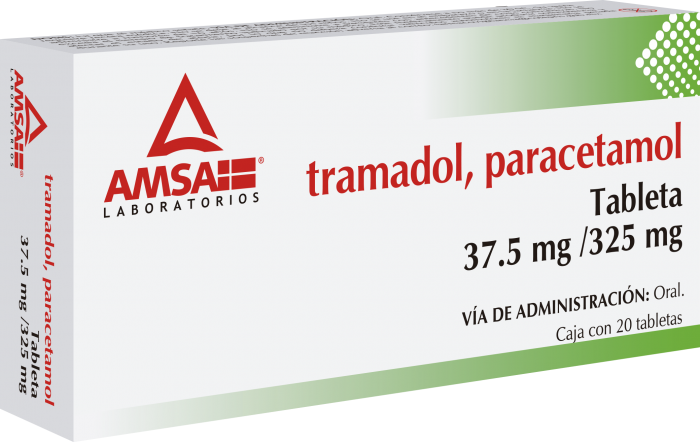 AMSA®
LABORATORIOS
tramadol, paracetamol
Tableta
37.5 mg /325 mg
VÍA DE ADMINISTRACIÓN: Oral.
Caja con 20 tabletas
AMSA®
LABORATORIOS
tramadol, paracetamol
Tableta
37.5 mg /325 mg